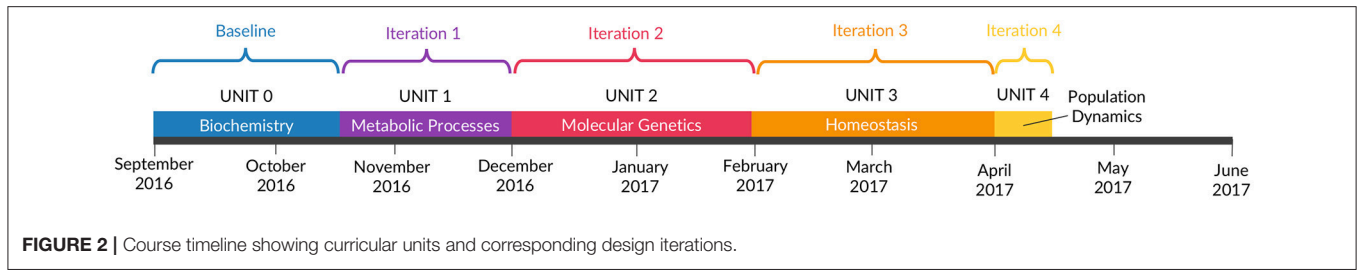 Baseline
Iteration 1
Iteration 2
Iteration 3
Iteration 4
UNIT 0
UNIT 1
UNIT 2
UNIT 3
UNIT 4
Population
Dynamics
Biochemistry
Metabolic Processes
Molecular Genetics
Homeostasis
September
2016
October
2016
November
2016
December
2016
January
2017
February
2017
March
2017
April
2017
May
2017
June
2017
FIGURE 2 | Course timeline showing curricular units and corresponding design iterations.